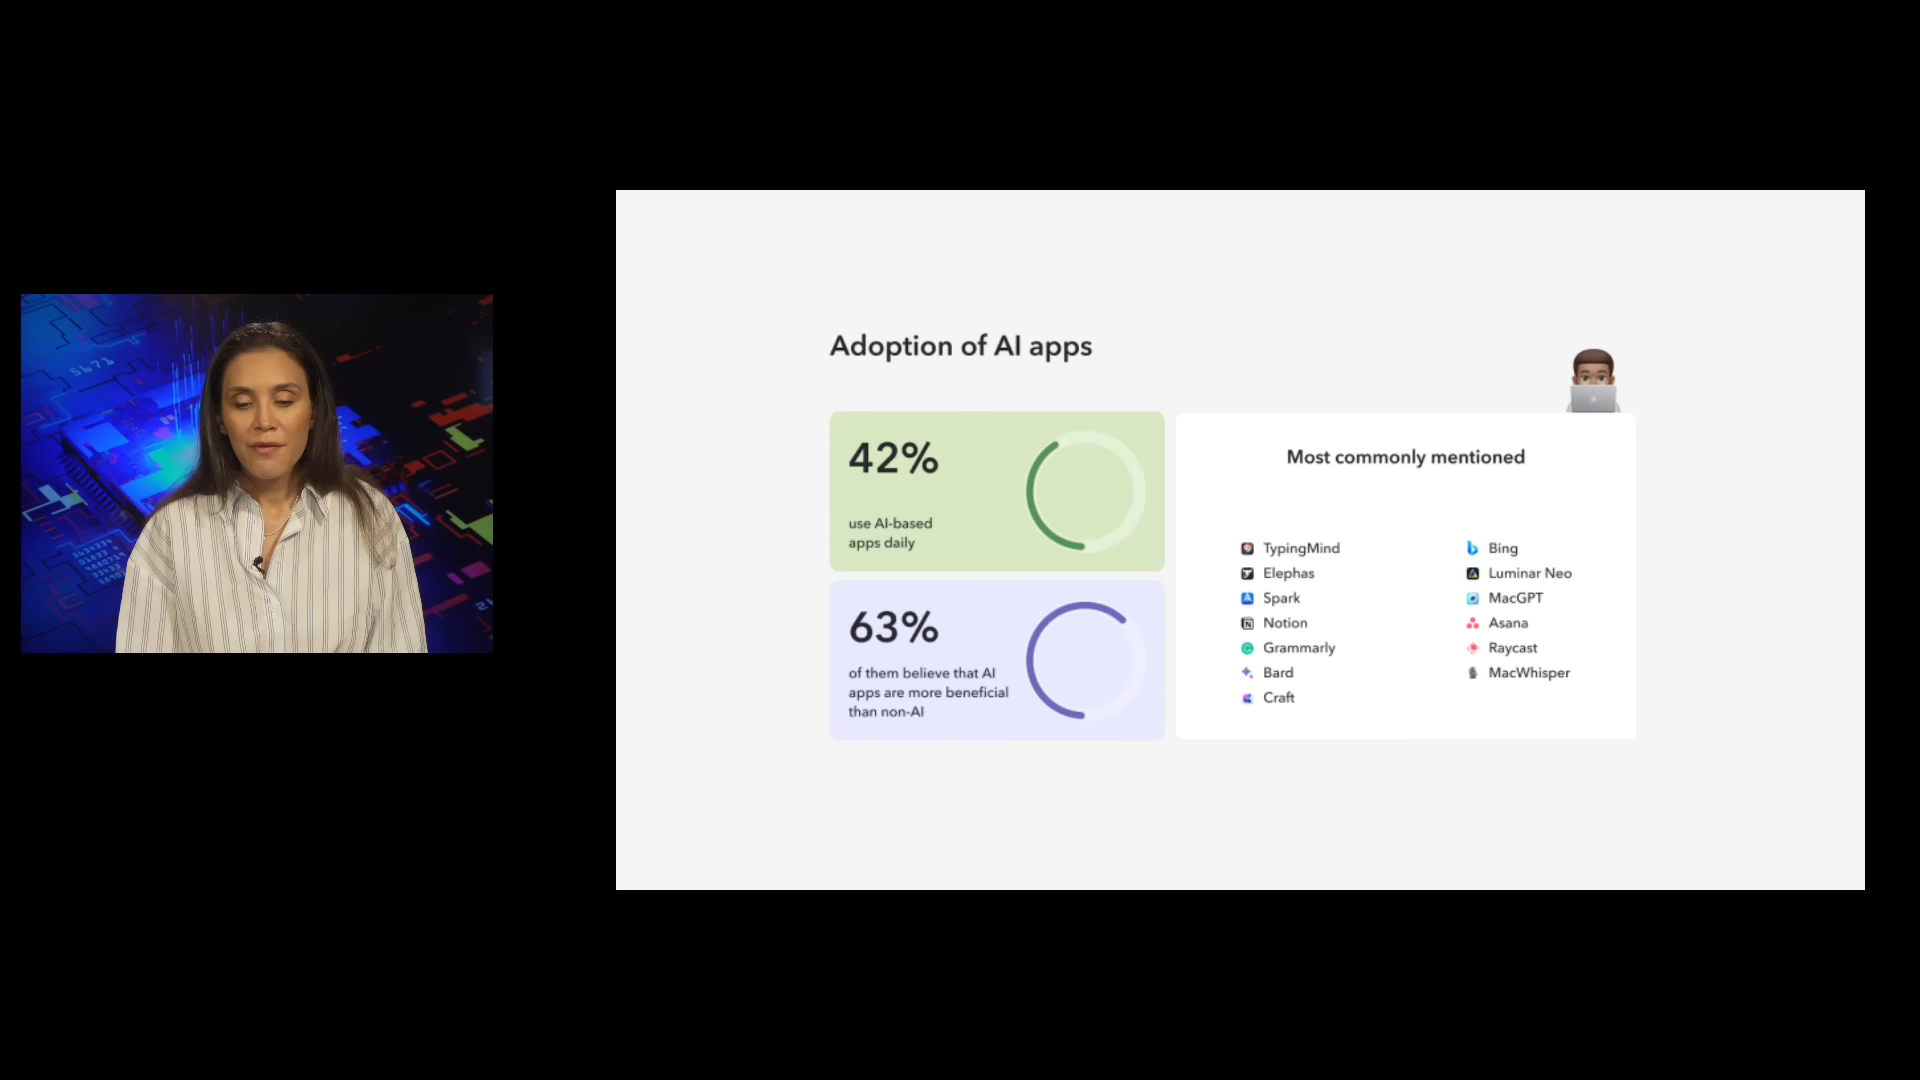 Adoption of AI apps
42%
use AI-based
apps daily
63%
of them believe that AI
apps are more beneficial
than non-AI
Most commonly mentioned
TypingMind
Elephas
Spark
Notion
Grammarly
Bard
Craft
Bing
Luminar Neo
MacGPT
Asana
Raycast
MacWhisper
5671